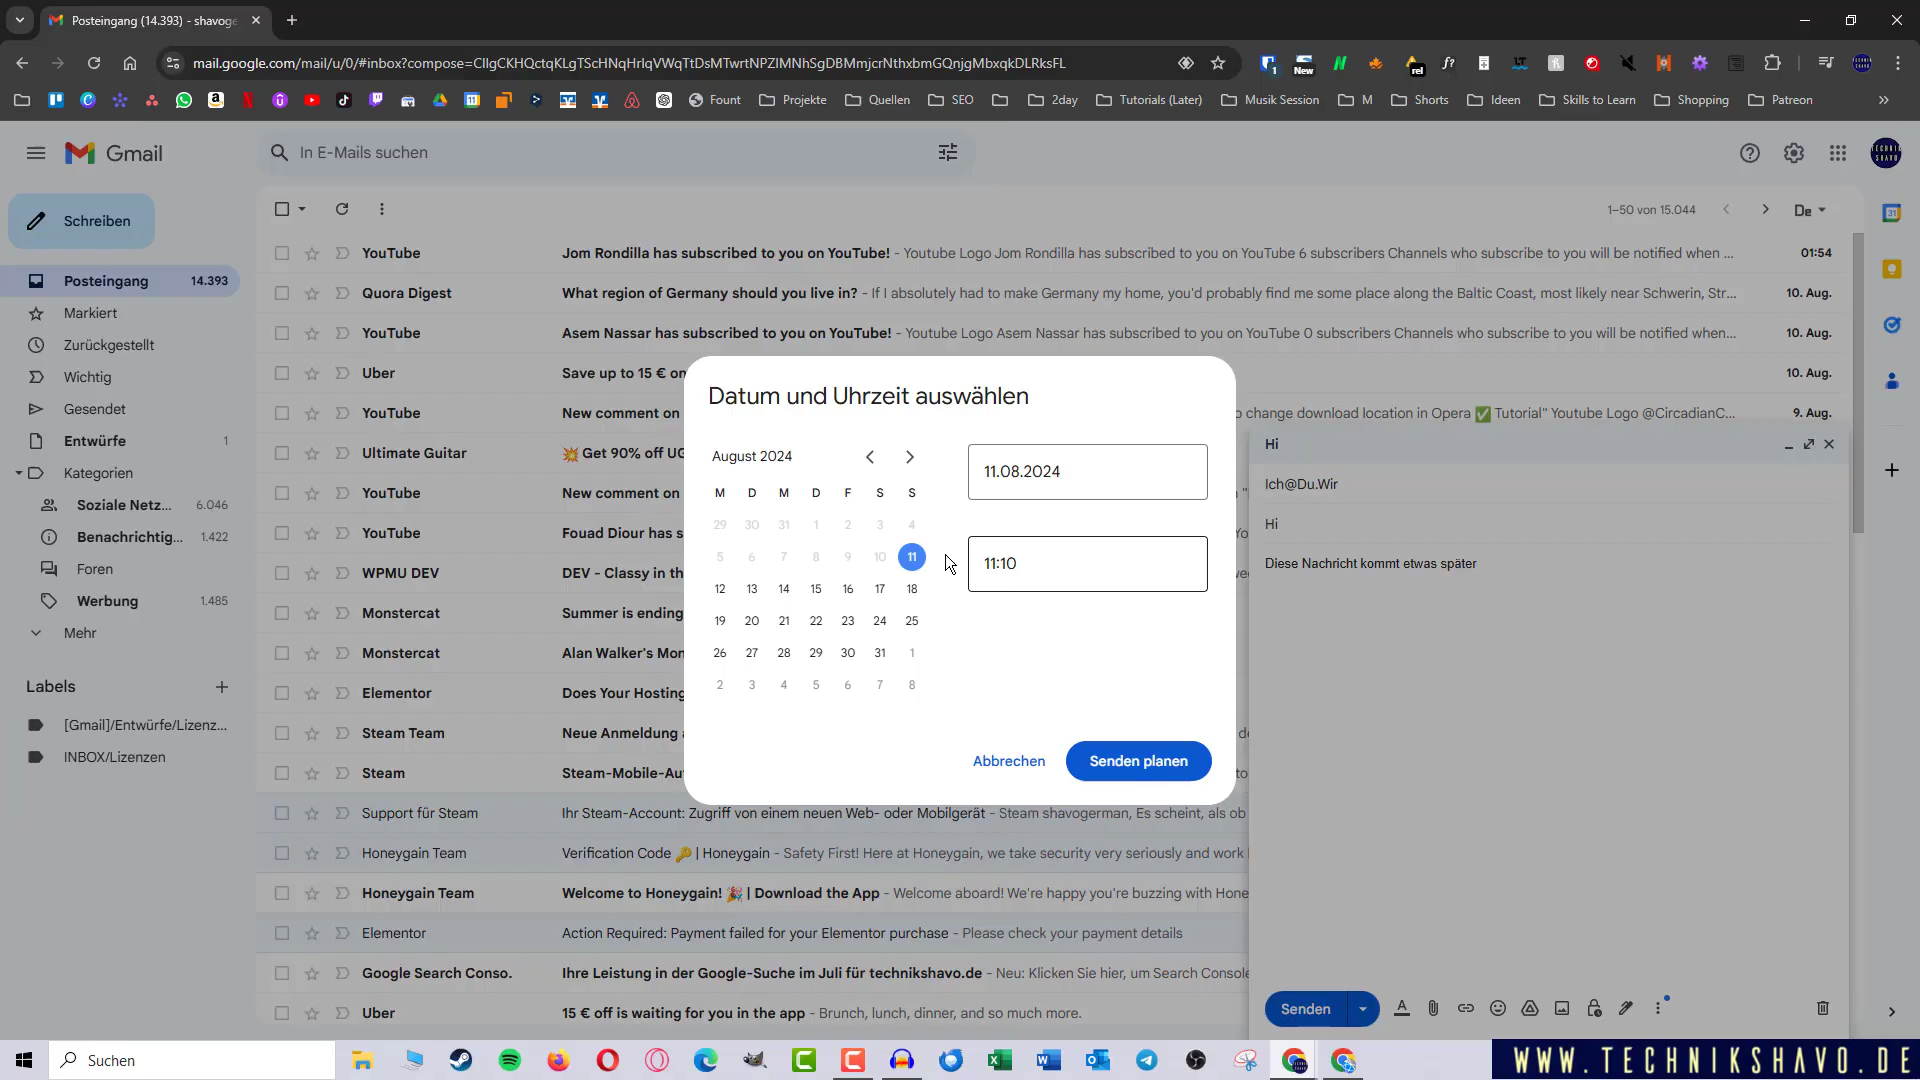 Posteingang (14.393) - shavoge
mail.google.com/mail/u/0/#inbox?compose=CllgCKHQctqKLgTScHNqHrlqVWqTtDsMTwrtNPZlMNhSgDBMmjcrNthxbmGQnjgMbxqkDLRksFL
New
rel
Fount
Projekte
Quellen
SEO
2day
Tutorials (Later)
Musik Session
M
Shorts
Ideen
Skills to Learn
Shopping
Patreon
Gmail
In E-Mails suchen
Schreiben
1–50 von 15.044
De
Posteingang 14.393
Markiert
Zurückgestellt
Wichtig
Gesendet
Entwürfe 1
Kategorien
Soziale Netz... 6.046
Benachrichtig... 1.422
Foren
Werbung 1.485
Mehr
Labels
[Gmail]/Entwürfe/Lizenz...
INBOX/Lizenzen
YouTube Jom Rondilla has subscribed to you on YouTube! - Youtube Logo Jom Rondilla has subscribed to you on YouTube 6 subscribers Channels who subscribe to you will be notified when ... 01:54
Quora Digest What region of Germany should you live in? - If I absolutely had to make Germany my home, you'd probably find me some place along the Baltic Coast, most likely near Schwerin, Str... 10. Aug.
YouTube Asem Nassar has subscribed to you on YouTube! - Youtube Logo Asem Nassar has subscribed to you on YouTube 0 subscribers Channels who subscribe to you will be notified when... 10. Aug.
Uber Save up to 15 € on 10. Aug.
YouTube New comment on o change download location in Opera ✅ Tutorial" Youtube Logo @CircadianC... 9. Aug.
Ultimate Guitar 💥 Get 90% off UG
YouTube New comment on
YouTube Fouad Diour has s
WPMU DEV DEV - Classy in th
Monstercat Summer is ending
Monstercat Alan Walker's Mon
Elementor Does Your Hosting
Steam Team Neue Anmeldung a
Steam Steam-Mobile-Au
Support für Steam Ihr Steam-Account: Zugriff von einem neuen Web- oder Mobilgerät - Steam shavogerman, Es scheint, als ob
Honeygain Team Verification Code 🔑 | Honeygain - Safety First! Here at Honeygain, we take security very seriously and work
Honeygain Team Welcome to Honeygain! 🎉 | Download the App - Welcome aboard! We're happy you're buzzing with Hone
Elementor Action Required: Payment failed for your Elementor purchase - Please check your payment details
Google Search Conso. Ihre Leistung in der Google-Suche im Juli für technikshavo.de - Neu: Klicken Sie hier, um Search Console
Uber 15 € off is waiting for you in the app - Brunch, lunch, dinner, and so much more.
Datum und Uhrzeit auswählen
August 2024
M D M D F S S
29 30 31 1 2 3 4
5 6 7 8 9 10 11
12 13 14 15 16 17 18
19 20 21 22 23 24 25
26 27 28 29 30 31 1
2 3 4 5 6 7 8
11.08.2024
11:10
Abbrechen
Senden planen
Hi
Ich@Du.Wir
Hi
Diese Nachricht kommt etwas später
Senden
Suchen
WWW.TECHNIKSHAVO.DE